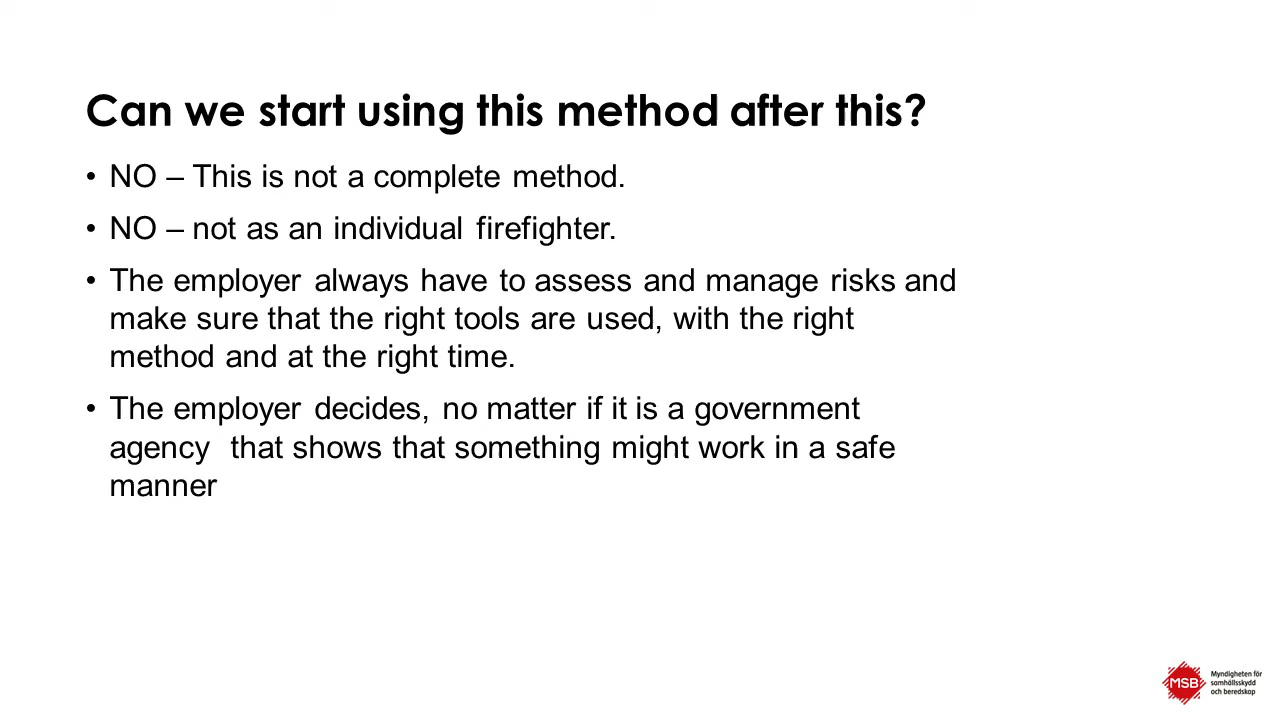 Can we start using this method after this?
• NO – This is not a complete method.
• NO – not as an individual firefighter.
• The employer always have to assess and manage risks and
make sure that the right tools are used, with the right
method and at the right time.
• The employer decides, no matter if it is a government
agency  that shows that something might work in a safe
manner
MSB
Myndigheten för
samhällsskydd
och beredskap